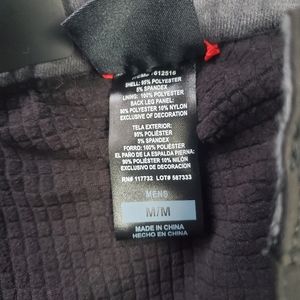 612516
SHELL: 95% POLYESTER
5% SPANDEX
LINING: 100% POLYESTER
BACK LEG PANEL:
90% POLYESTER 10% NYLON
EXCLUSIVE OF DECORATION
TELA EXTERIOR:
95% POLIÉSTER
5% SPANDEX
FORRO: 100% POLIÉSTER
EL PAÑO DE LA ESPALDA PIERNA:
90% POLIÉSTER 10% NILÓN
EXCLUSIVO DE DECORACION
RN# 117732 LOT# 587333
MENS
M/M
MADE IN CHINA
HECHO EN CHINA